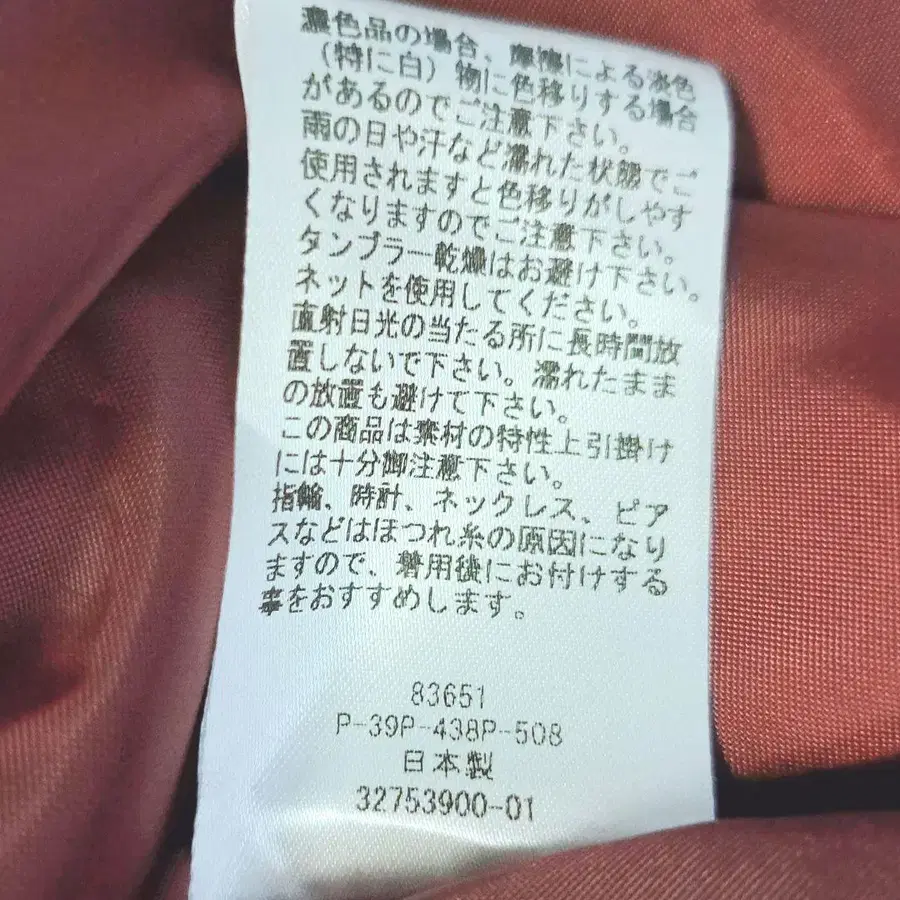 濃色品の場合、摩擦による淡色
（特に白）物に色移りする場合
があるのでご注意下さい。
雨の日や汗など濡れた状態でご
使用されますと色移りがしやす
くなりますのでご注意下さい。
タンブラー乾燥はお避け下さい。
ネットを使用してください。
直射日光の当たる所に長時間放
置しないで下さい。濡れたまま
の放置も避けて下さい。
この商品は素材の特性上引掛け
には十分御注意下さい。
指輪、時計、ネックレス、ピア
スなどはほつれ糸の原因になり
ますので、着用後にお付けする
事をおすすめします。
83651
P-39P-438P-508
日本製
32753900-01